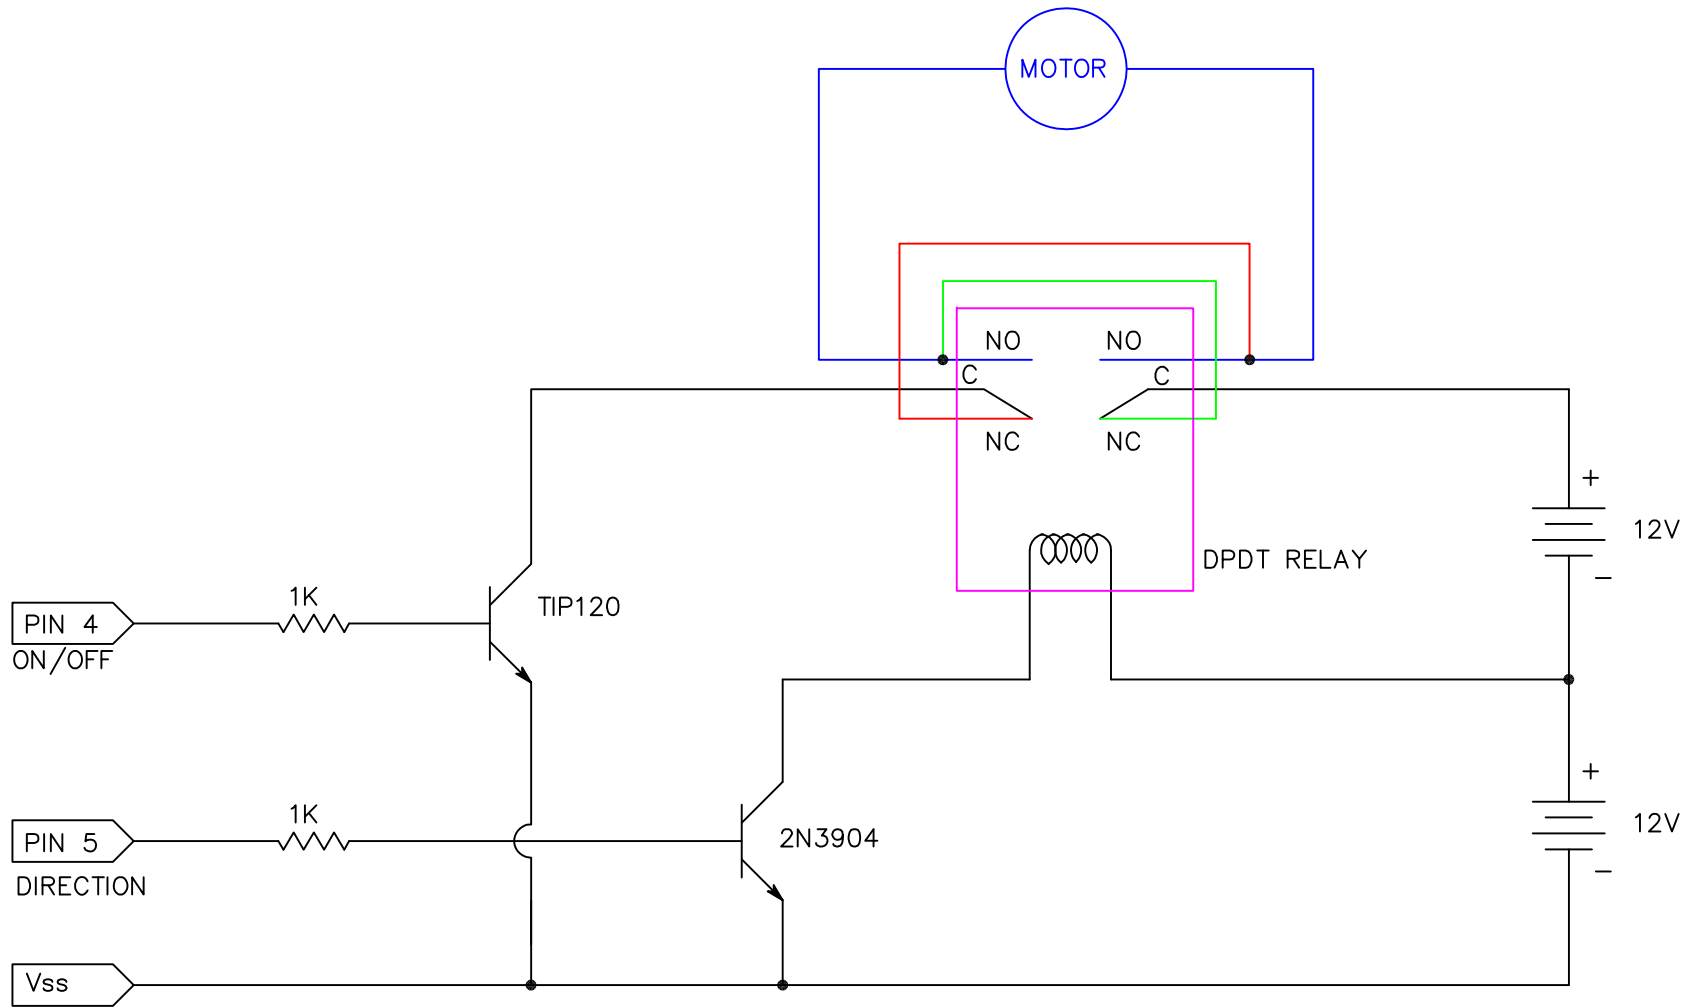 MOTOR
NO NO
C C
NC NC
+
12V
DPDT RELAY
−
1K
TIP120
PIN 4
ON/OFF
+
1K
12V
2N3904
PIN 5
−
DIRECTION
Vss